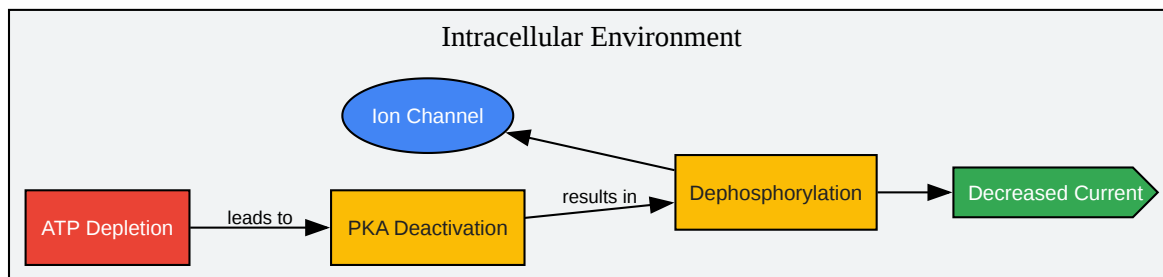 Intracellular Environment
Ion Channel
ATP Depletion
leads to
PKA Deactivation
results in
Dephosphorylation
Decreased Current